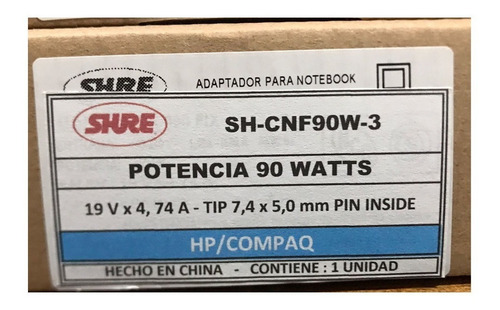 SHRE
ADAPTADOR PARA NOTEBOOK
SHRE
SH-CNF90W-3
POTENCIA 90 WATTS
19 V x 4, 74 A - TIP 7,4 x 5,0 mm PIN INSIDE
HP/COMPAQ
HECHO EN CHINA - CONTIENE : 1 UNIDAD